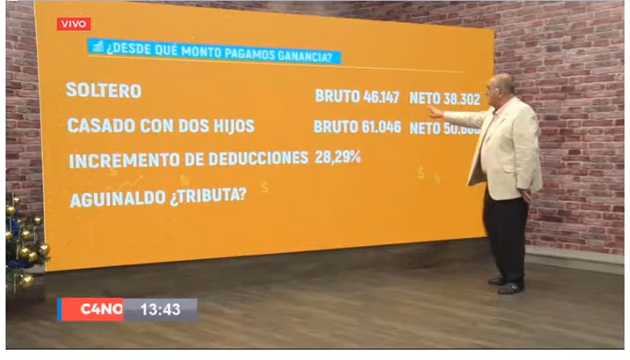 VIVO
¿DESDE QUÉ MONTO PAGAMOS GANANCIA?
SOLTERO BRUTO 46.147 NETO 38.302
CASADO CON DOS HIJOS BRUTO 61.046 NETO
INCREMENTO DE DEDUCCIONES 28,29%
AGUINALDO ¿TRIBUTA?
C4NO 13:43